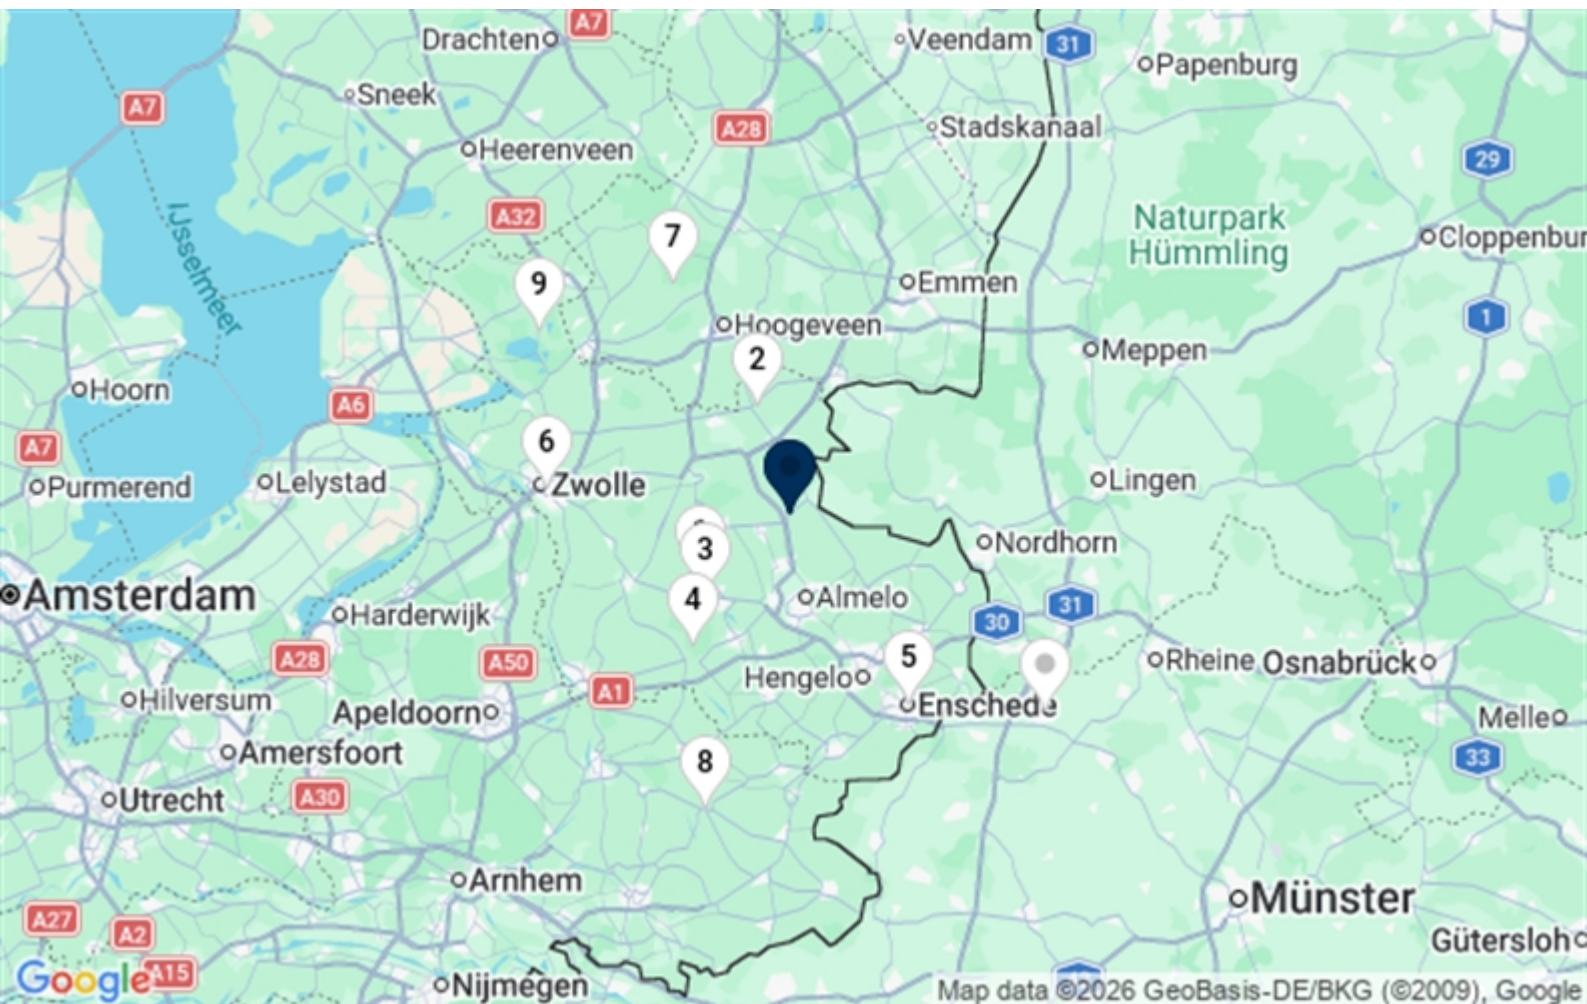 A7
Drachten
Veendam
31
Papenburg
Sneek
A7
A28
Stadskanaal
Heerenveen
29
A32
IJsselmeer
7
Naturpark
Hümmling
Cloppenbur
9
Emmen
Hoogeveen
1
2
Meppen
Hoorn
A6
A7
6
Purmerend
Lelystad
Zwolle
Lingen
3
Nordhorn
Amsterdam
4
Almelo
31
Harderwijk
30
A28
A50
5
Rheine
Osnabrück
Hilversum
A1
Hengelo
Apeldoorn
Enschede
Melle
Amersfoort
8
33
Utrecht
A30
Arnhem
Münster
A27
A2
Gütersloh
Google
A15
Nijmegen
Map data ©2026 GeoBasis-DE/BKG (©2009), Google